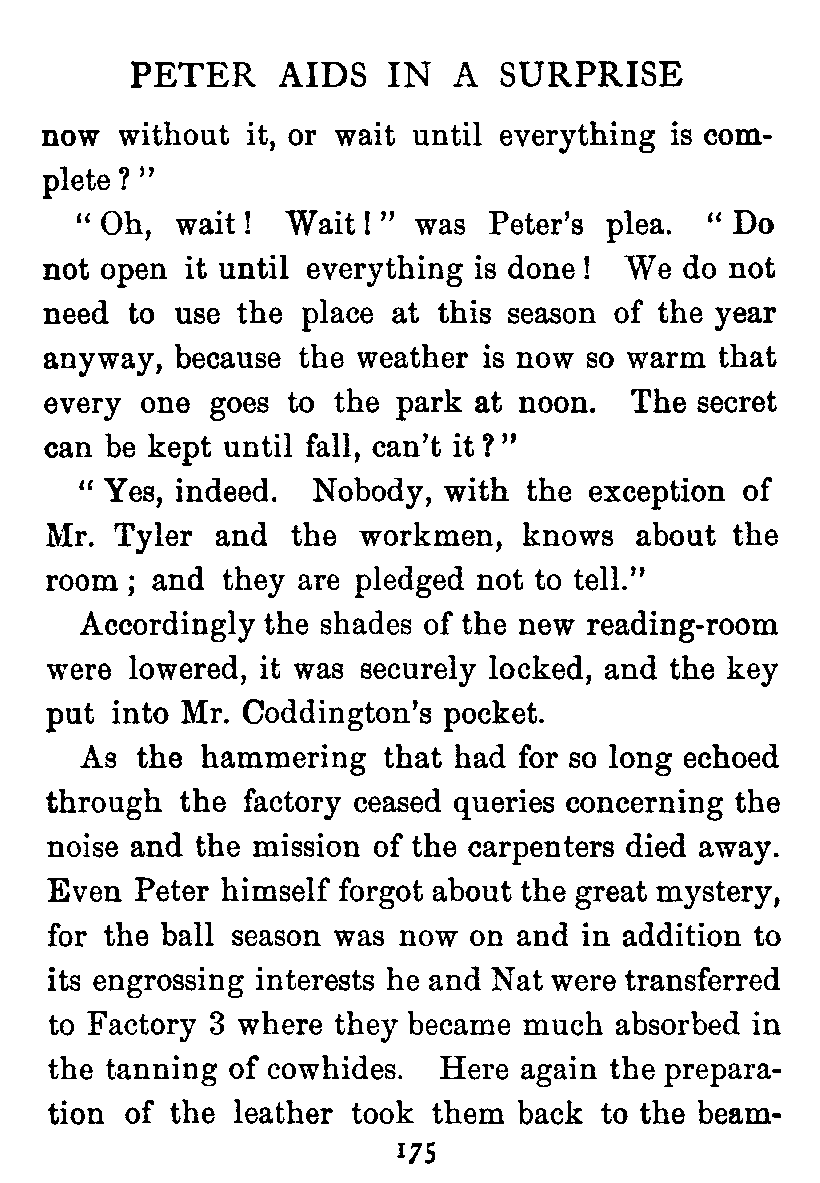 PETER AIDS IN A SURPRISE
now without it, or wait until everything is com-
plete?"
"Oh, wait! Wait!" was Peter's plea. "Do
not open it until everything is done! We do not
need to use the place at this season of the year
anyway, because the weather is now so warm that
every one goes to the park at noon. The secret
can be kept until fall, can't it?"
"Yes, indeed. Nobody, with the exception of
Mr. Tyler and the workmen, knows about the
room; and they are pledged not to tell."
Accordingly the shades of the new reading-room
were lowered, it was securely locked, and the key
put into Mr. Coddington's pocket.
As the hammering that had for so long echoed
through the factory ceased queries concerning the
noise and the mission of the carpenters died away.
Even Peter himself forgot about the great mystery,
for the ball season was now on and in addition to
its engrossing interests he and Nat were transferred
to Factory 3 where they became much absorbed in
the tanning of cowhides. Here again the prepara-
tion of the leather took them back to the beam-
175